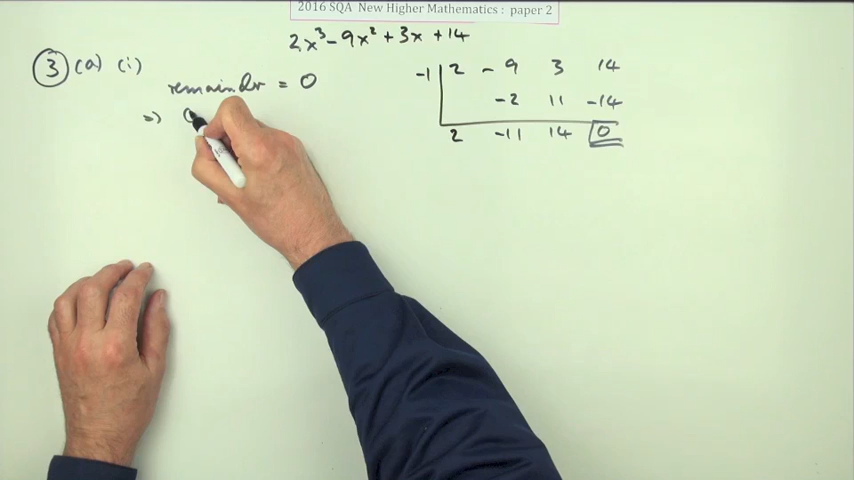 2016 SQA New Higher Mathematics : paper 2
2x³ - 9x² + 3x + 14
3 (a) (i)
-1 2 - 9 3 14
remainder = 0
-2 11 -14
⇒ (
2 -11 14 0